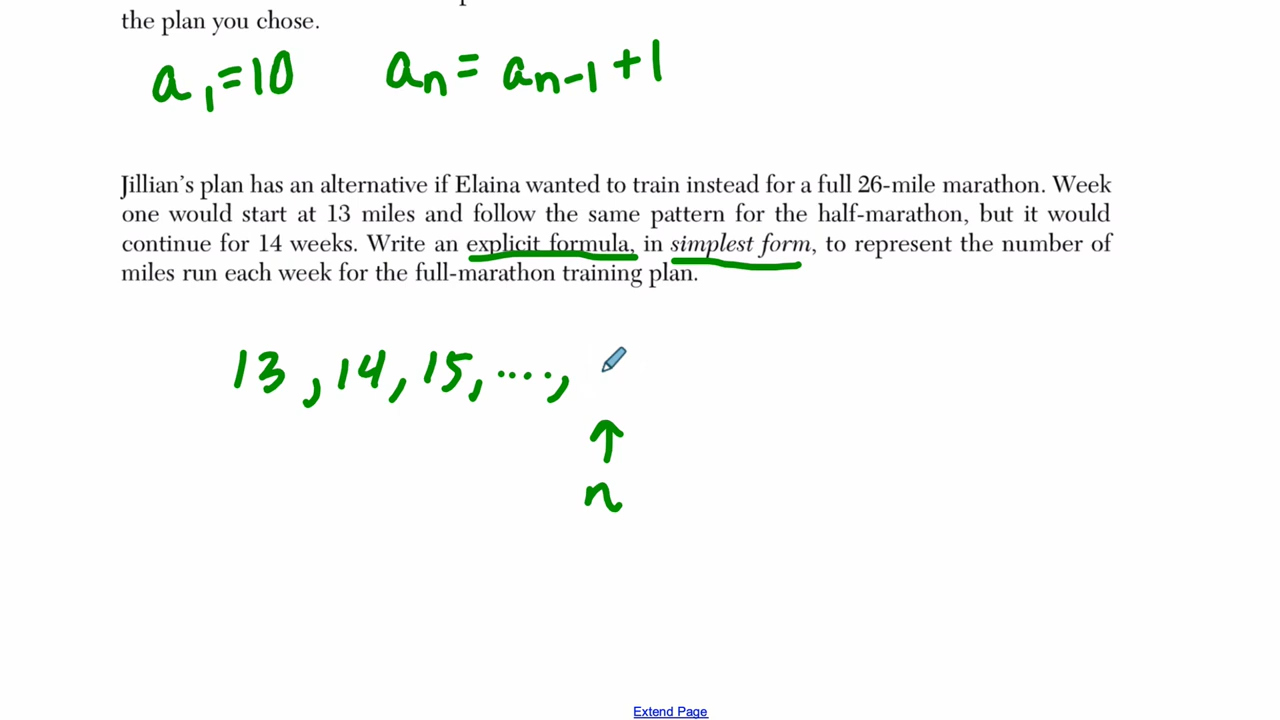 the plan you chose.
a₁=10 aₙ= aₙ₋₁+1
Jillian's plan has an alternative if Elaina wanted to train instead for a full 26-mile marathon. Week
one would start at 13 miles and follow the same pattern for the half-marathon, but it would
continue for 14 weeks. Write an explicit formula, in simplest form, to represent the number of
miles run each week for the full-marathon training plan.
13, 14, 15, ....,
↑
n
Extend Page